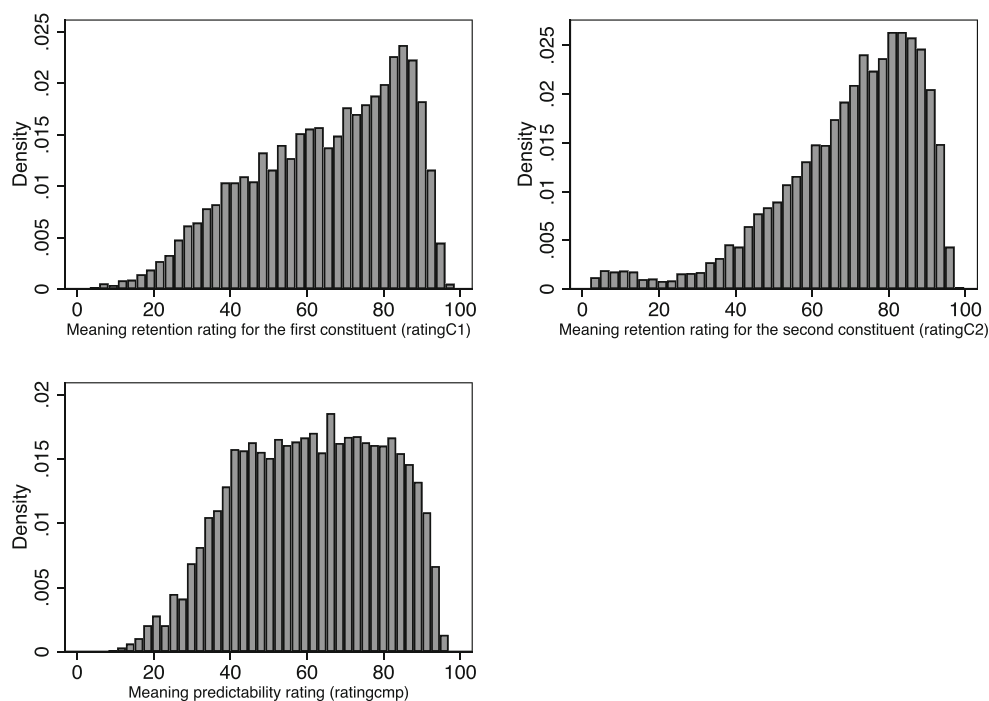 Density
0 .005 .01 .015 .02 .025
0 20 40 60 80 100
Meaning retention rating for the first constituent (ratingC1)
Density
0 .005 .01 .015 .02 .025
0 20 40 60 80 100
Meaning retention rating for the second constituent (ratingC2)
Density
0 .005 .01 .015 .02
0 20 40 60 80 100
Meaning predictability rating (ratingcmp)